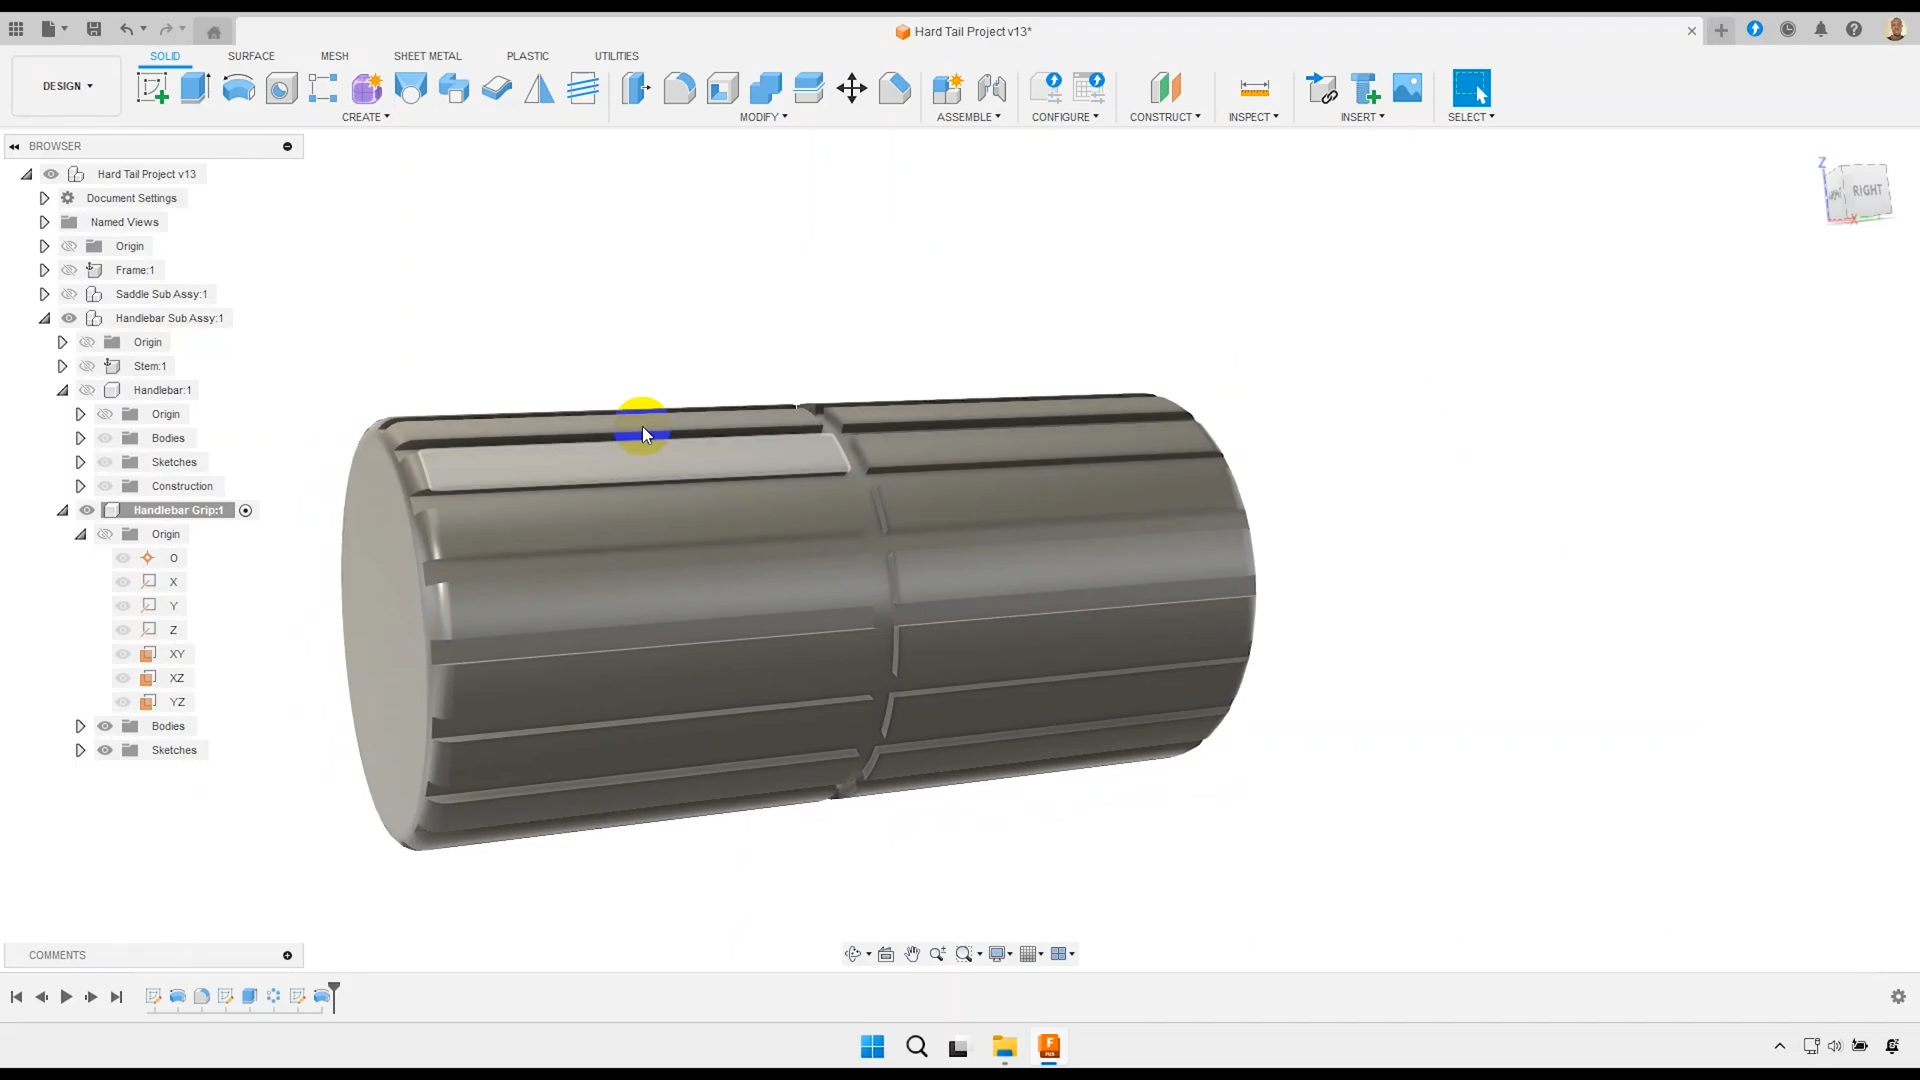 Hard Tail Project v13*
SOLID
SURFACE
MESH
SHEET METAL
PLASTIC
UTILITIES
DESIGN
CREATE
MODIFY
ASSEMBLE
CONFIGURE
CONSTRUCT
INSPECT
INSERT
SELECT
BROWSER
Hard Tail Project v13
Document Settings
Named Views
Origin
Frame:1
Saddle Sub Assy:1
Handlebar Sub Assy:1
Origin
Stem:1
Handlebar:1
Origin
Bodies
Sketches
Construction
Handlebar Grip:1
Origin
O
X
Y
Z
XY
XZ
YZ
Bodies
Sketches
Z
RIGHT
X
COMMENTS